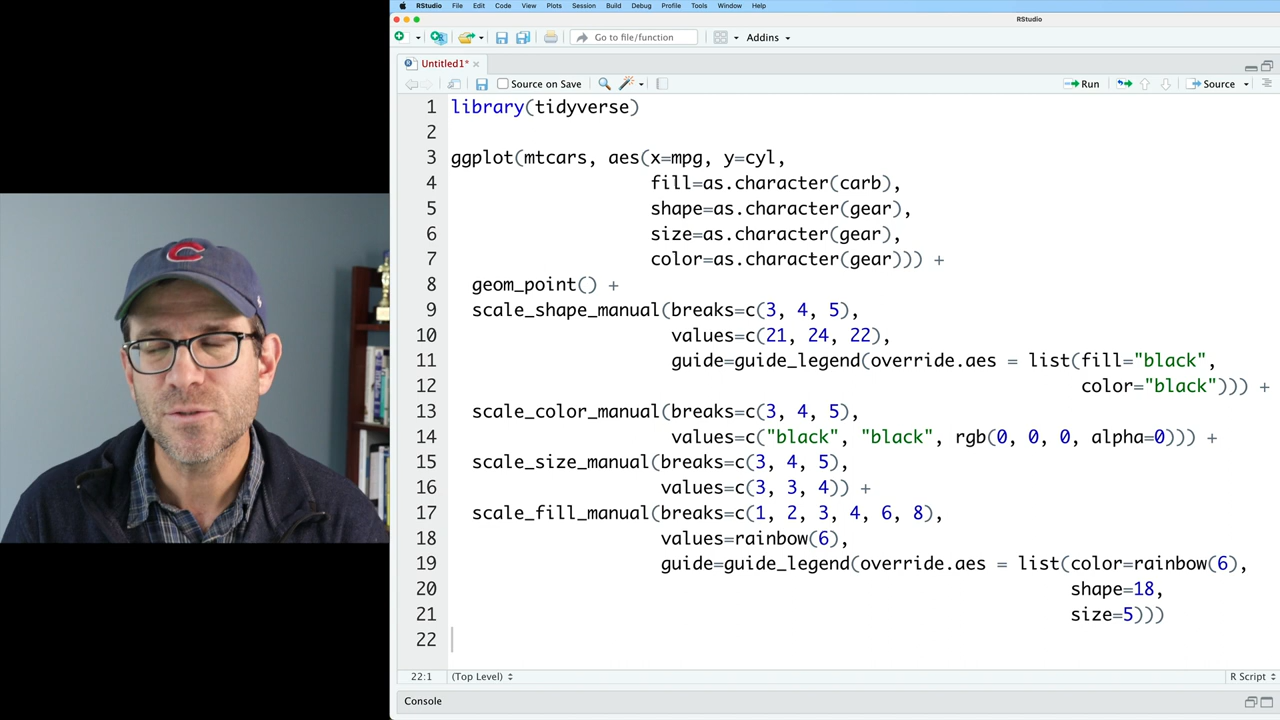 RStudio File Edit Code View Plots Session Build Debug Profile Tools Window Help
RStudio
Go to file/function Addins
Untitled1*
Source on Save Run Source
1 library(tidyverse)
2
3 ggplot(mtcars, aes(x=mpg, y=cyl,
4 fill=as.character(carb),
5 shape=as.character(gear),
6 size=as.character(gear),
7 color=as.character(gear))) +
8 geom_point() +
9 scale_shape_manual(breaks=c(3, 4, 5),
10 values=c(21, 24, 22),
11 guide=guide_legend(override.aes = list(fill="black",
12 color="black"))) +
13 scale_color_manual(breaks=c(3, 4, 5),
14 values=c("black", "black", rgb(0, 0, 0, alpha=0))) +
15 scale_size_manual(breaks=c(3, 4, 5),
16 values=c(3, 3, 4)) +
17 scale_fill_manual(breaks=c(1, 2, 3, 4, 6, 8),
18 values=rainbow(6),
19 guide=guide_legend(override.aes = list(color=rainbow(6),
20 shape=18,
21 size=5)))
22
22:1 (Top Level) R Script
Console
C